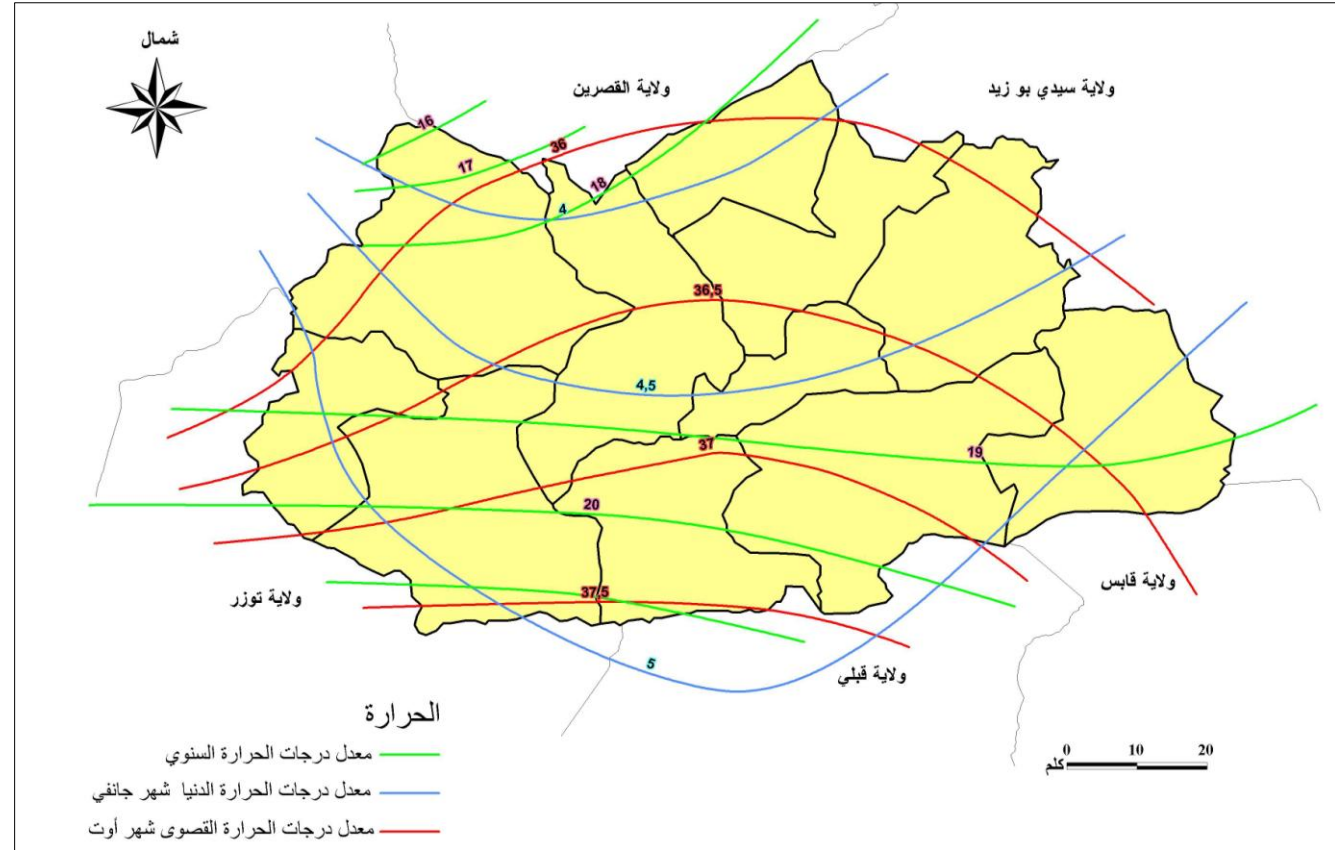 شمال
ولاية القصرين
ولاية سيدي بو زيد
16
17
36
18
4
36,5
4,5
37
19
20
37,5
5
ولاية توزر
ولاية قابس
ولاية قبلي
الحرارة
معدل درجات الحرارة السنوي
معدل درجات الحرارة الدنيا شهر جانفي
معدل درجات الحرارة القصوى شهر أوت
0 10 20
كلم